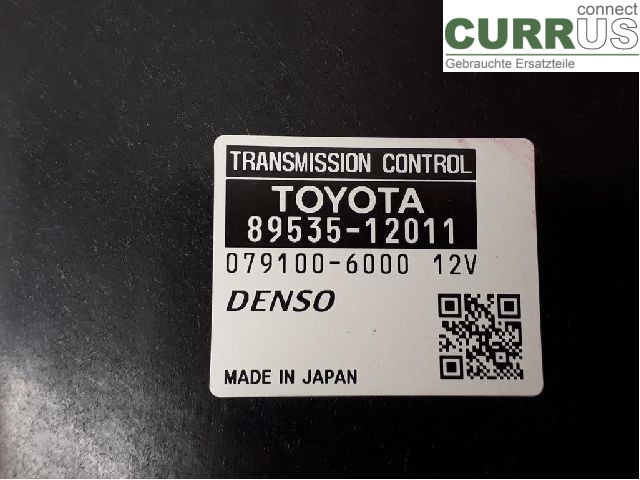 connect
CURRUS
Gebrauchte Ersatzteile
TRANSMISSION CONTROL
TOYOTA
89535-12011
079100-6000 12V
DENSO
MADE IN JAPAN